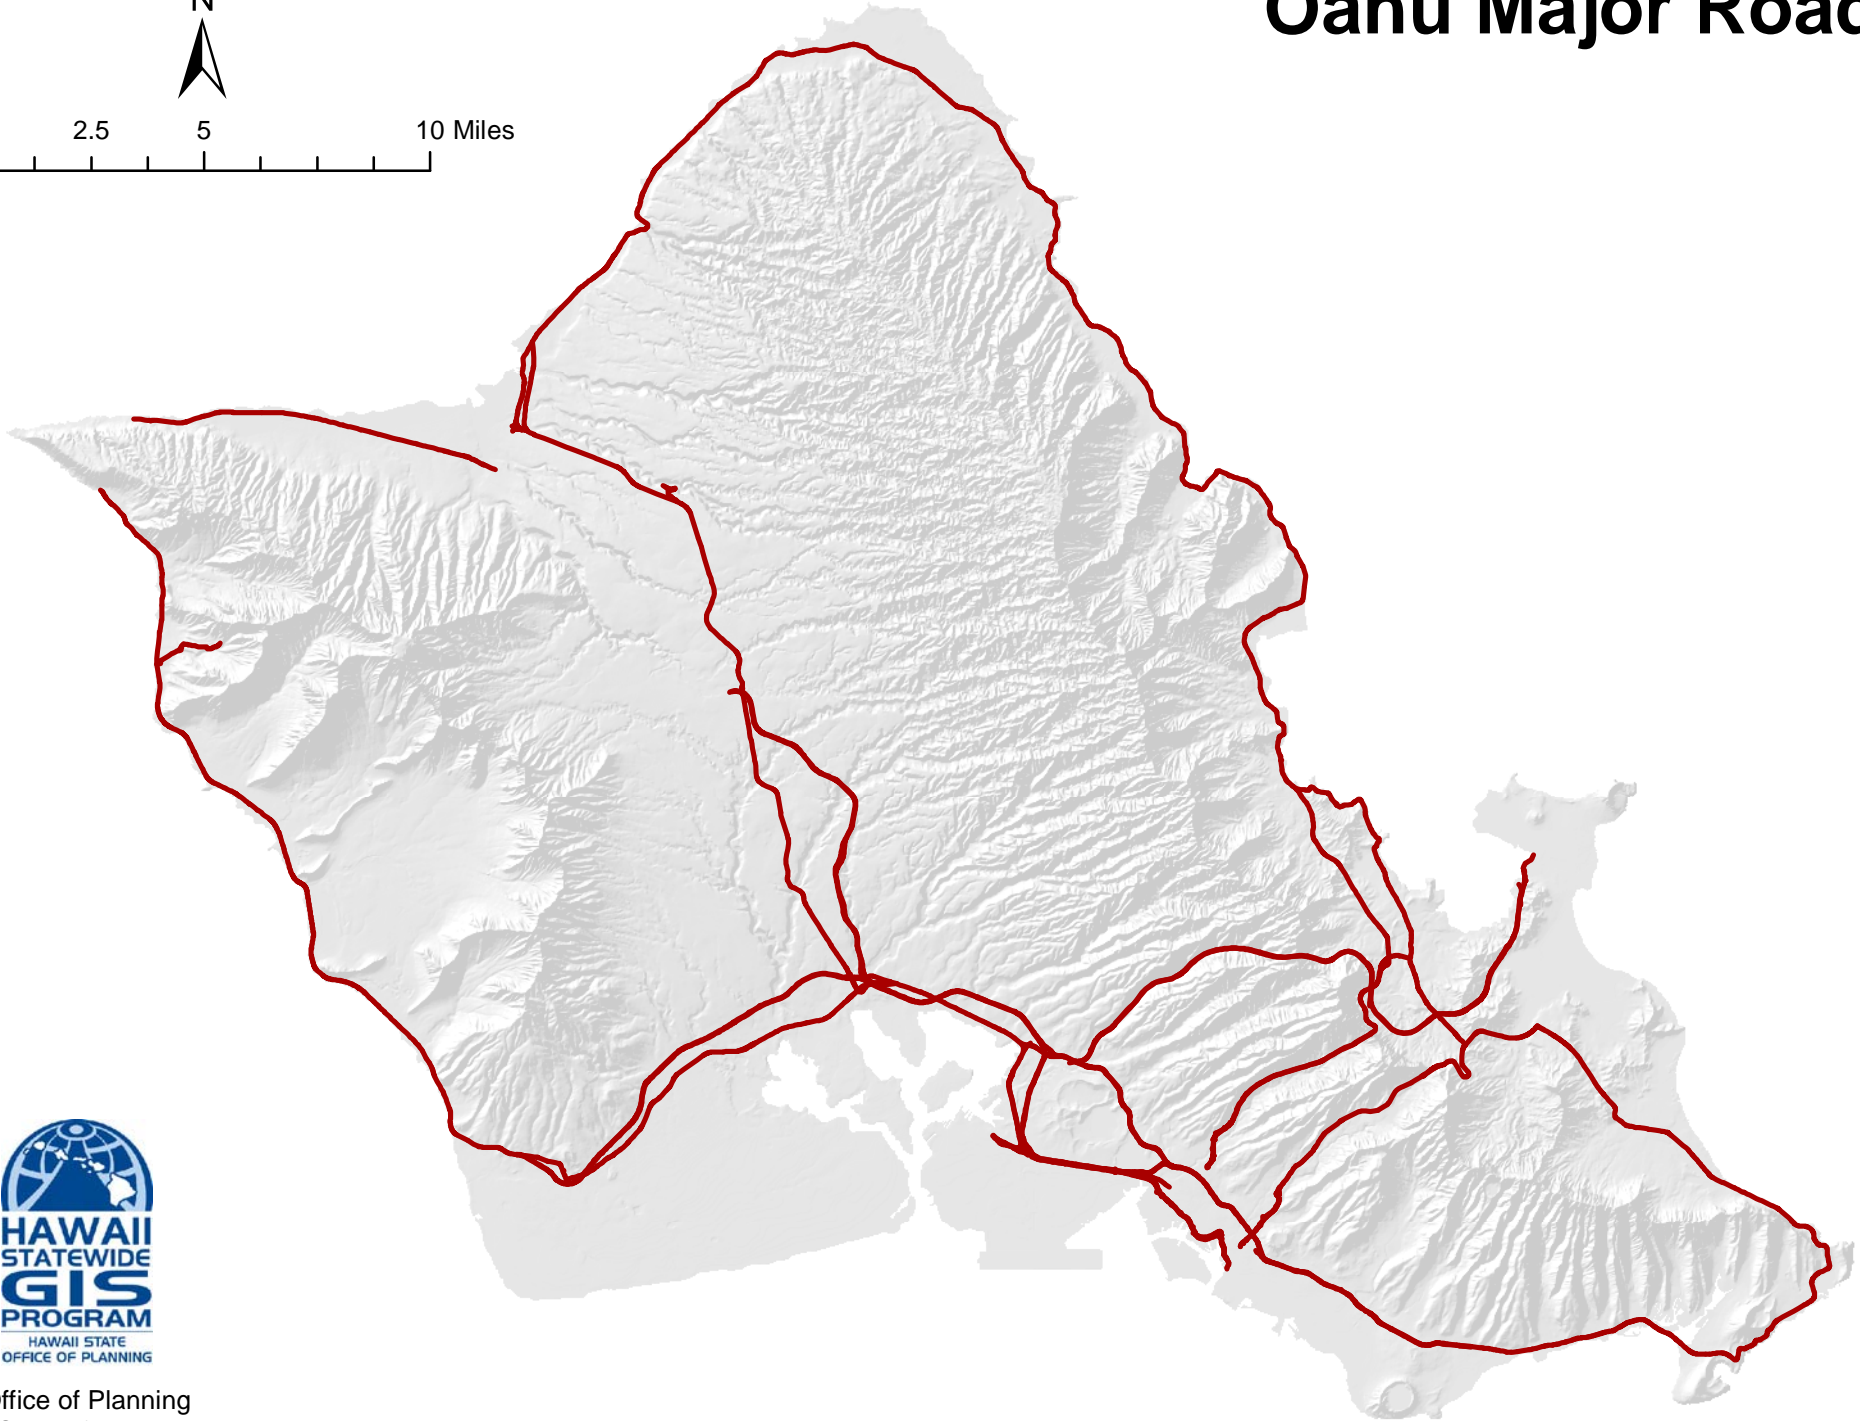 Oahu Major Road
N
2.5 5 10 Miles
HAWAII
STATEWIDE
GIS
PROGRAM
HAWAII STATE
OFFICE OF PLANNING
ffice of Planning